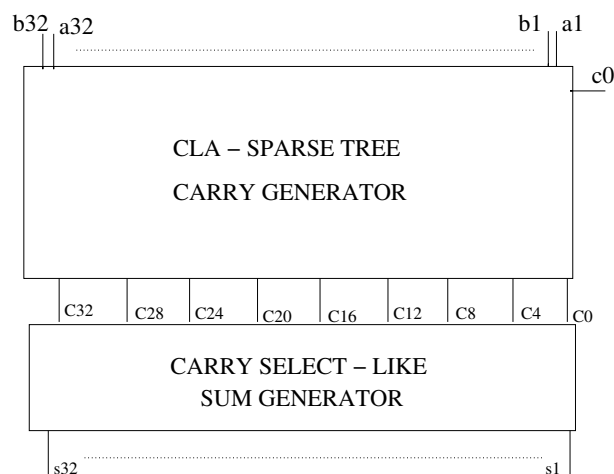 b32 a32 b1 a1
c0
CLA – SPARSE TREE
CARRY GENERATOR
C32 C28 C24 C20 C16 C12 C8 C4 C0
CARRY SELECT – LIKE
SUM GENERATOR
s32 s1